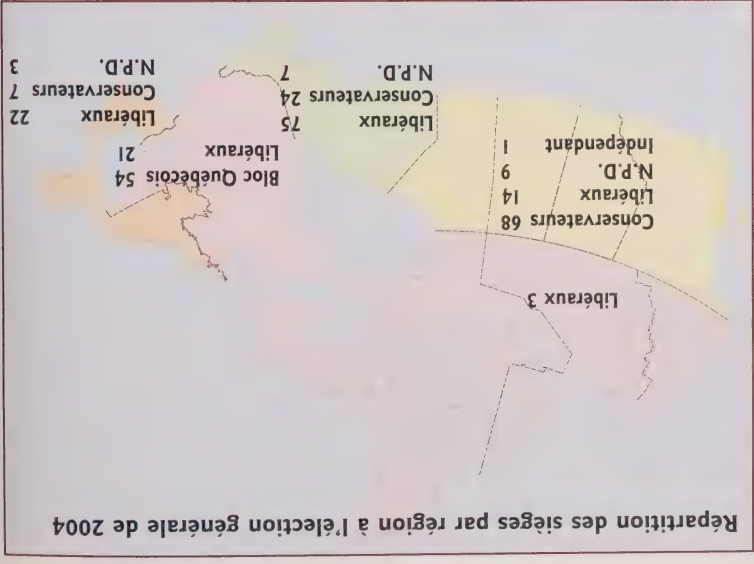 Répartition des sièges par région à l'élection générale de 2004
Libéraux 3
Conservateurs 68
Libéraux 14
N.P.D. 9
Indépendant 1
Libéraux 75
Conservateurs 24
N.P.D. 7
Bloc Québécois 54
Libéraux 21
Libéraux 22
Conservateurs 7
N.P.D. 3